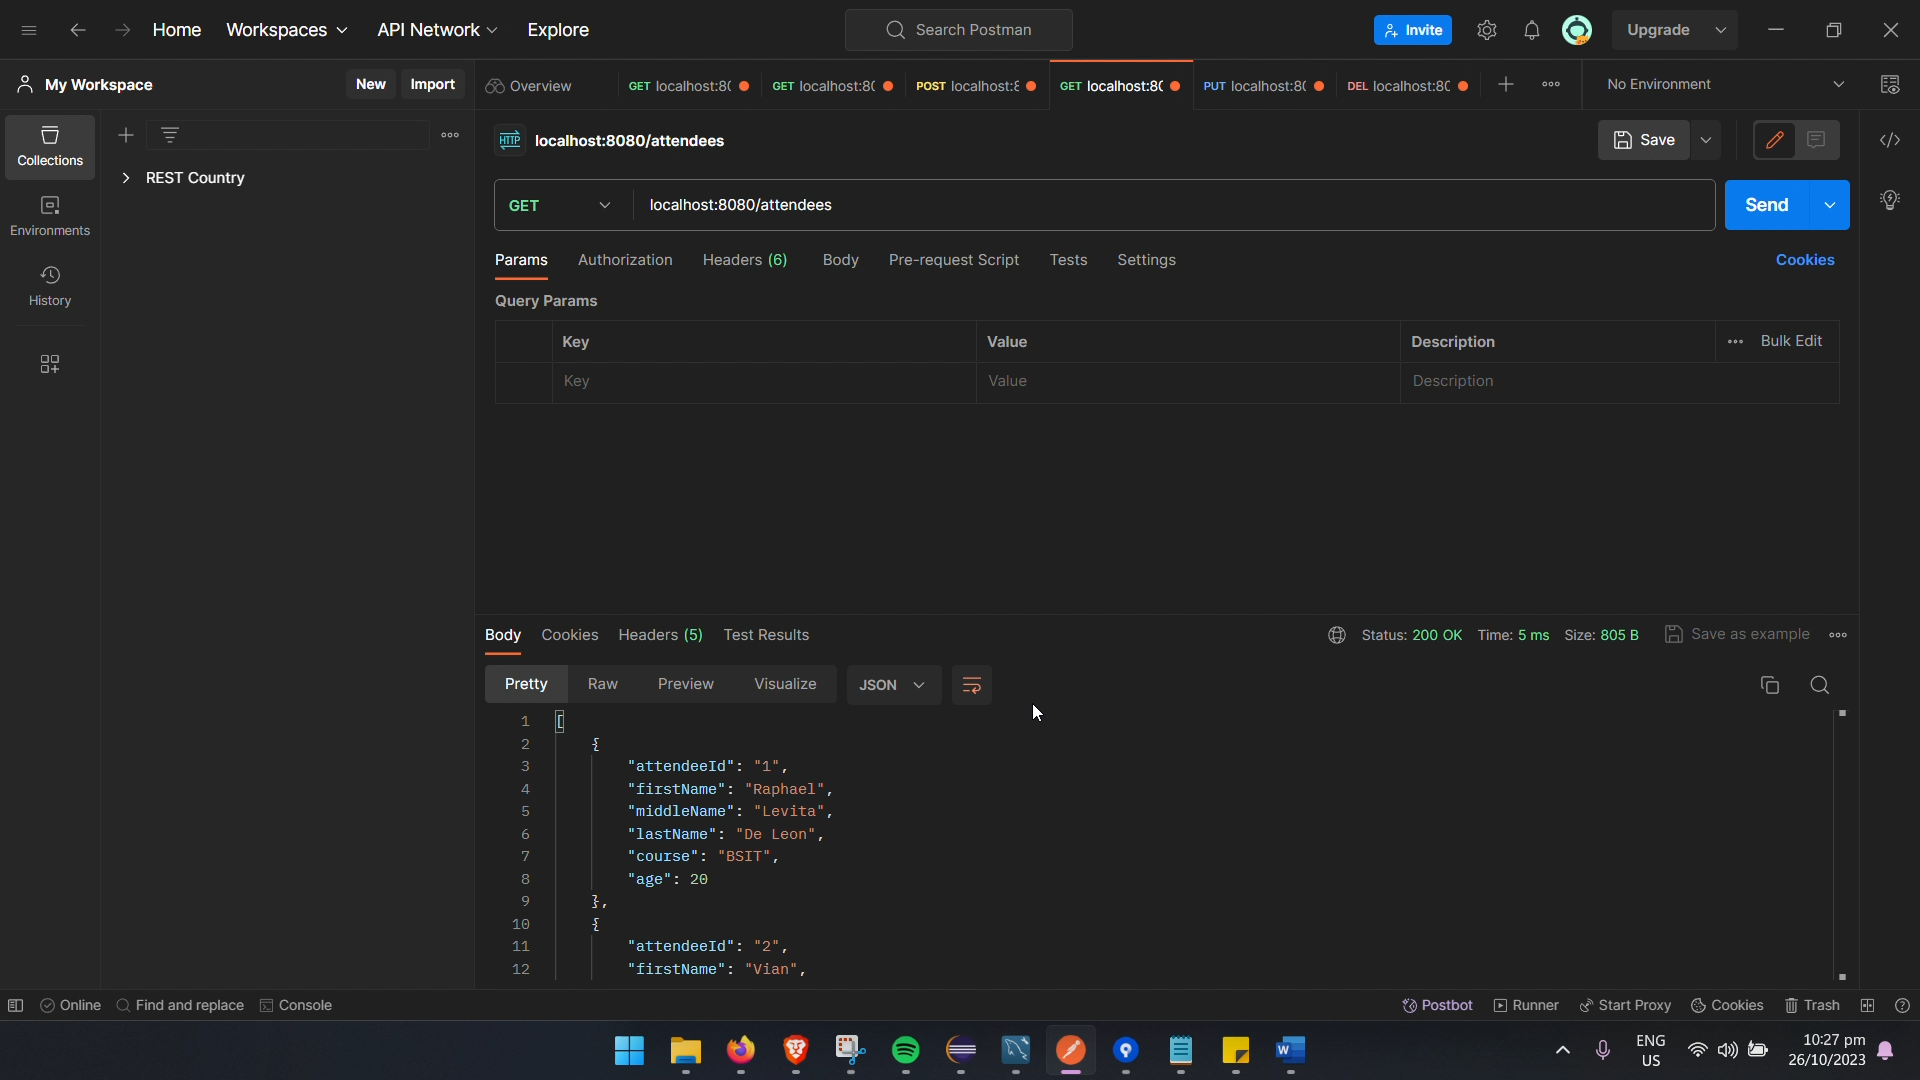 Home Workspaces API Network Explore Search Postman Invite Upgrade
My Workspace New Import Overview GET localhost:80 GET localhost:80 POST localhost:8 GET localhost:80 PUT localhost:80 DEL localhost:80 No Environment
Collections
Environments
History
REST Country
HTTP localhost:8080/attendees Save
GET localhost:8080/attendees Send
Params Authorization Headers (6) Body Pre-request Script Tests Settings Cookies
Query Params
Key Value Description Bulk Edit
Key Value Description
Body Cookies Headers (5) Test Results Status: 200 OK Time: 5 ms Size: 805 B Save as example
Pretty Raw Preview Visualize JSON
1 [
2 {
3 "attendeeId": "1",
4 "firstName": "Raphael",
5 "middleName": "Levita",
6 "lastName": "De Leon",
7 "course": "BSIT",
8 "age": 20
9 },
10 {
11 "attendeeId": "2",
12 "firstName": "Vian",
Online Find and replace Console Postbot Runner Start Proxy Cookies Trash
W ENG 10:27 pm
US 26/10/2023